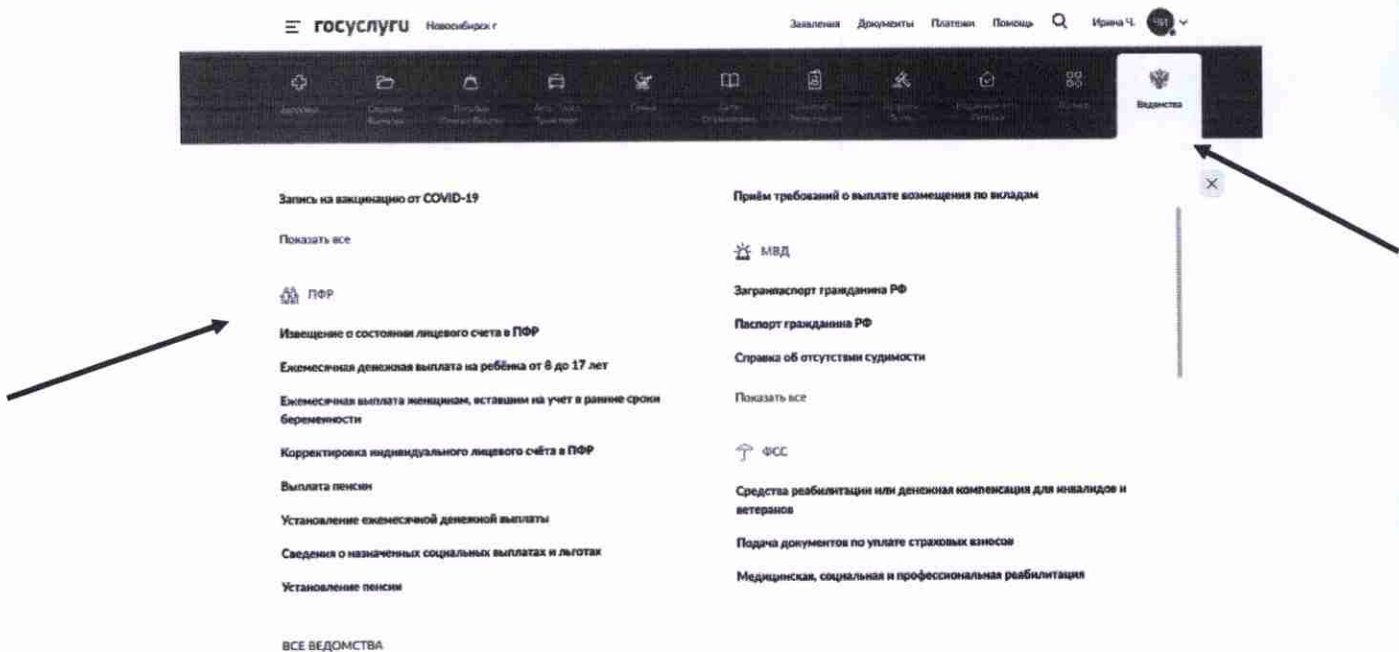 госуслуги Новосибирск г
Заявления Документы Платежи Помощь Ирина Ч.
Ведомства
Запись на вакцинацию от COVID-19
Показать все
ПФР
Извещение о состоянии лицевого счета в ПФР
Ежемесячная денежная выплата на ребёнка от 8 до 17 лет
Ежемесячная выплата женщинам, вставшим на учет в ранние сроки
беременности
Корректировка индивидуального лицевого счёта в ПФР
Выплата пенсии
Установление ежемесячной денежной выплаты
Сведения о назначенных социальных выплатах и льготах
Установление пенсии
ВСЕ ВЕДОМСТВА
Приём требований о выплате возмещения по вкладам
МВД
Загранпаспорт гражданина РФ
Паспорт гражданина РФ
Справка об отсутствии судимости
Показать все
ФСС
Средства реабилитации или денежная компенсация для инвалидов и
ветеранов
Подача документов по уплате страховых взносов
Медицинская, социальная и профессиональная реабилитация